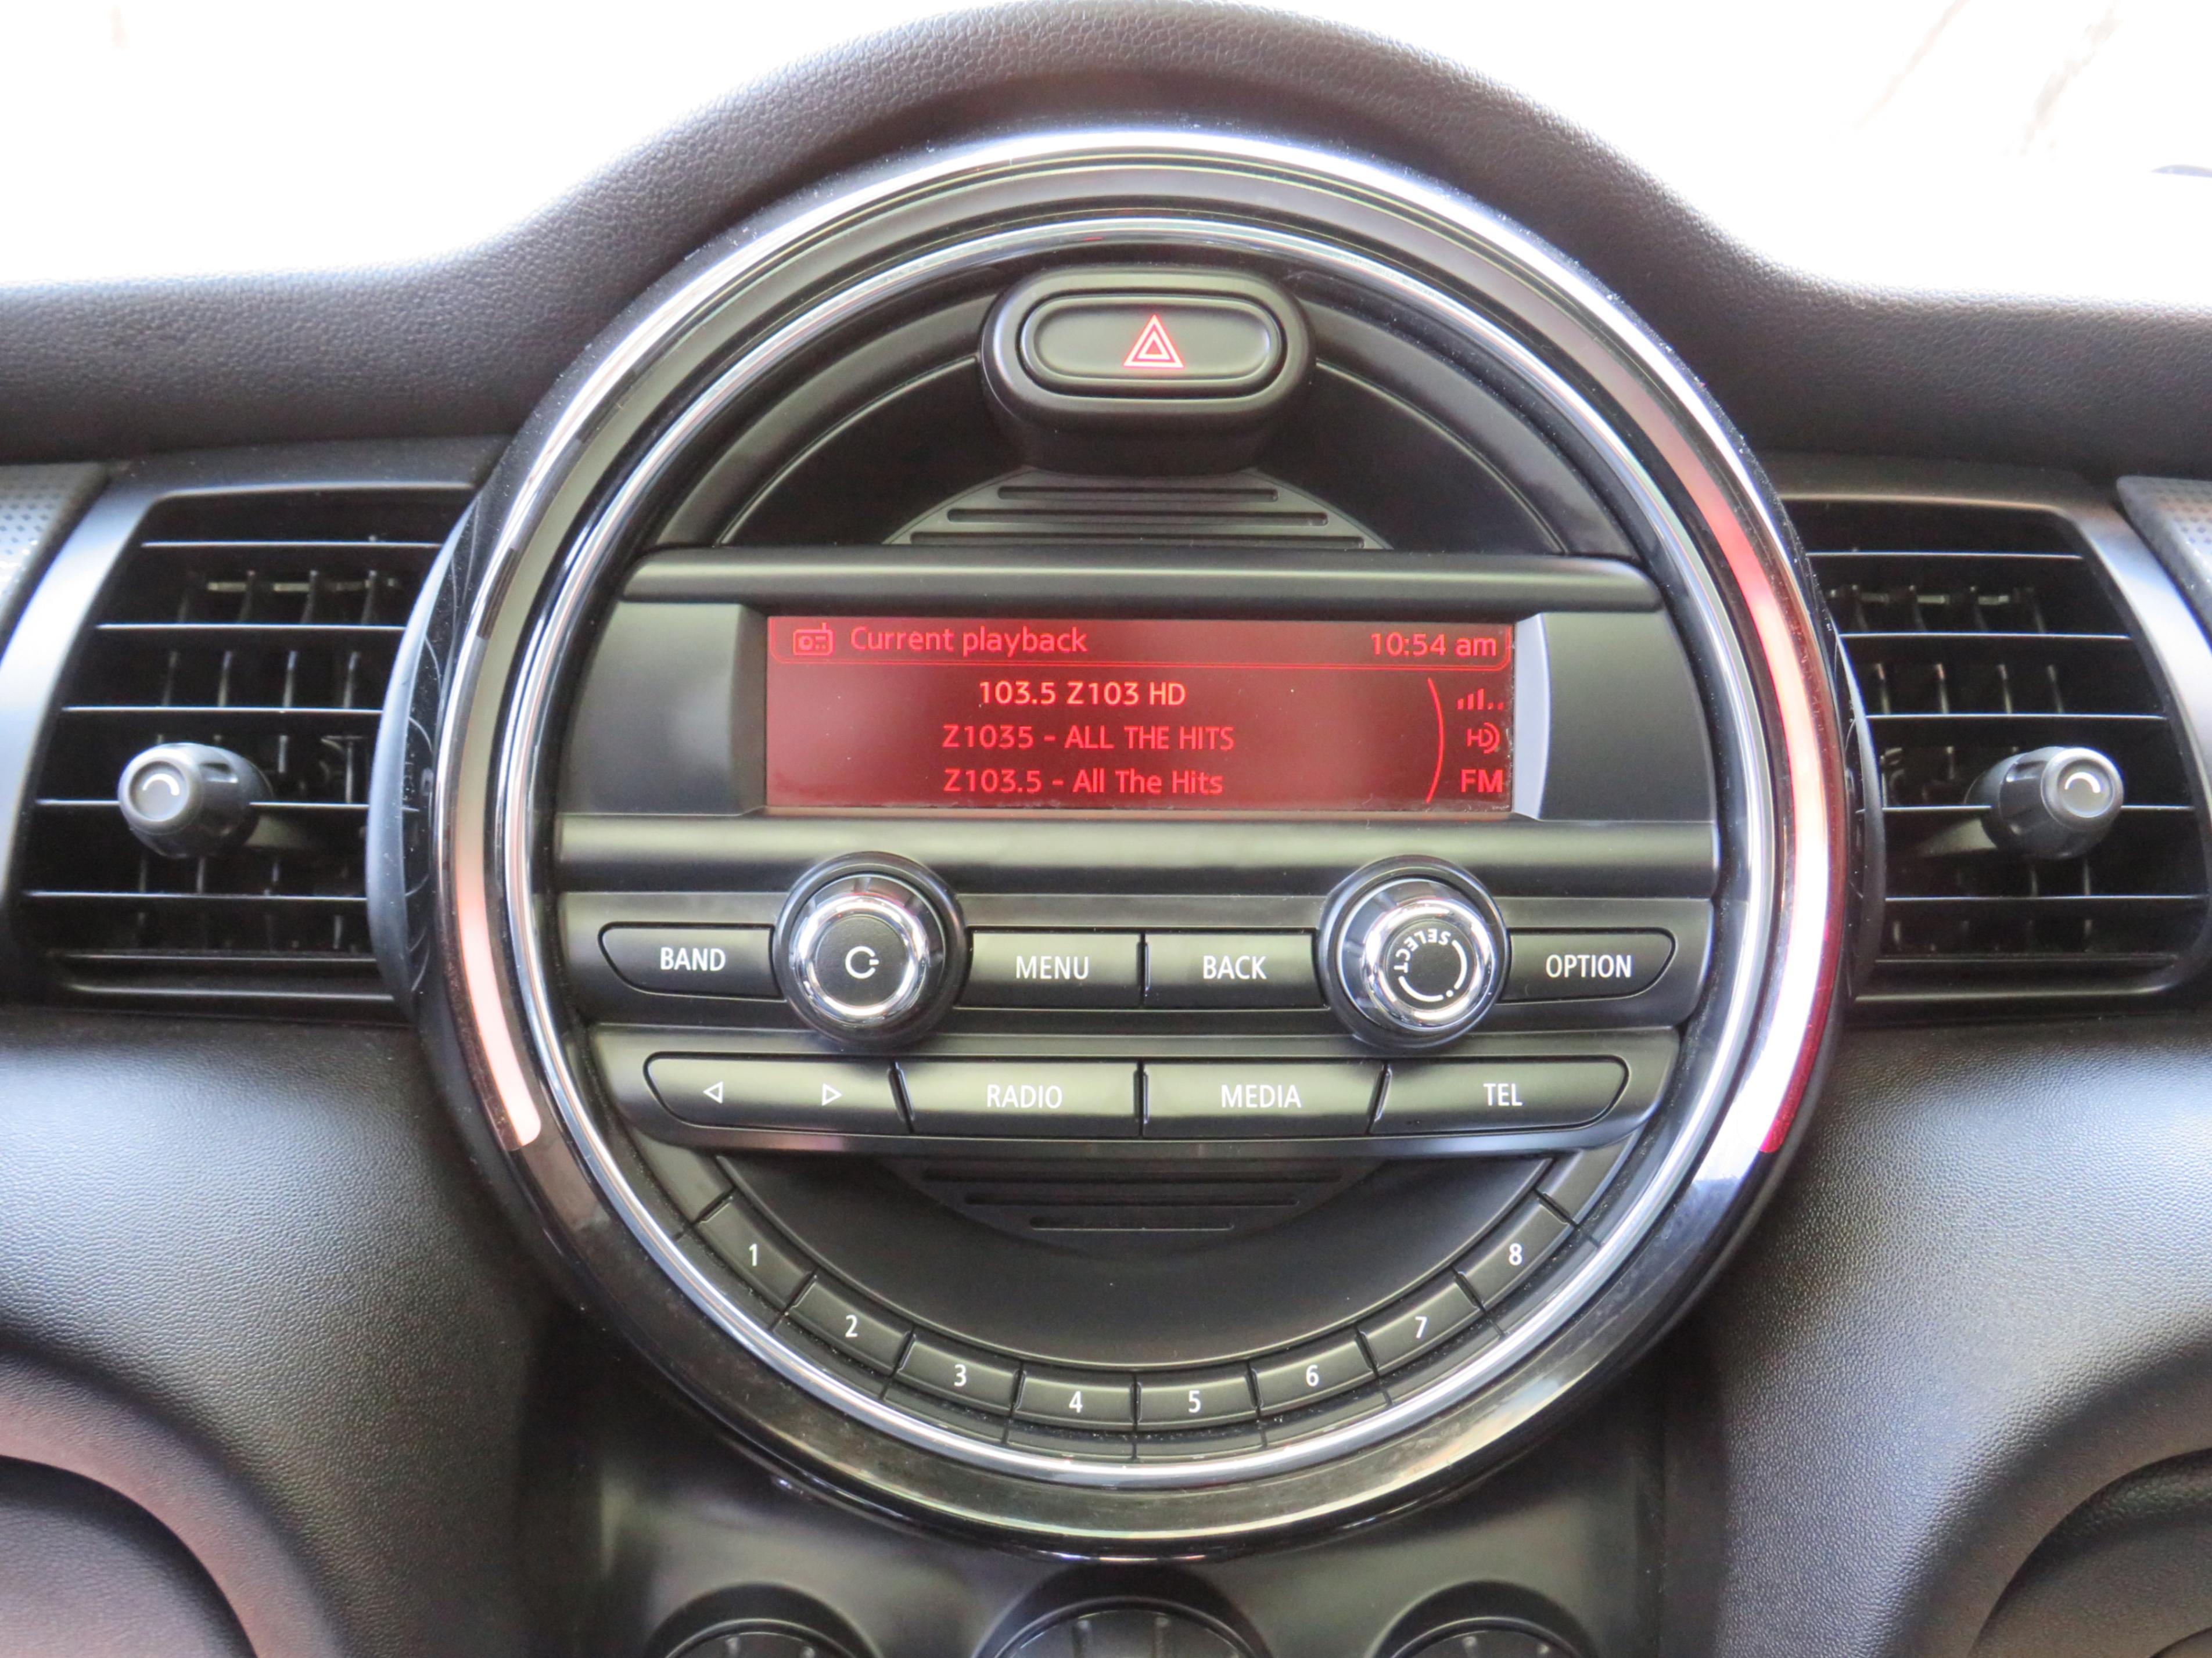 Current playback 10:54 am
103.5 Z103 HD
Z1035 - ALL THE HITS HD
Z103.5 - All The Hits FM
BAND MENU BACK SELECT OPTION
RADIO MEDIA TEL
1 2 3 4 5 6 7 8